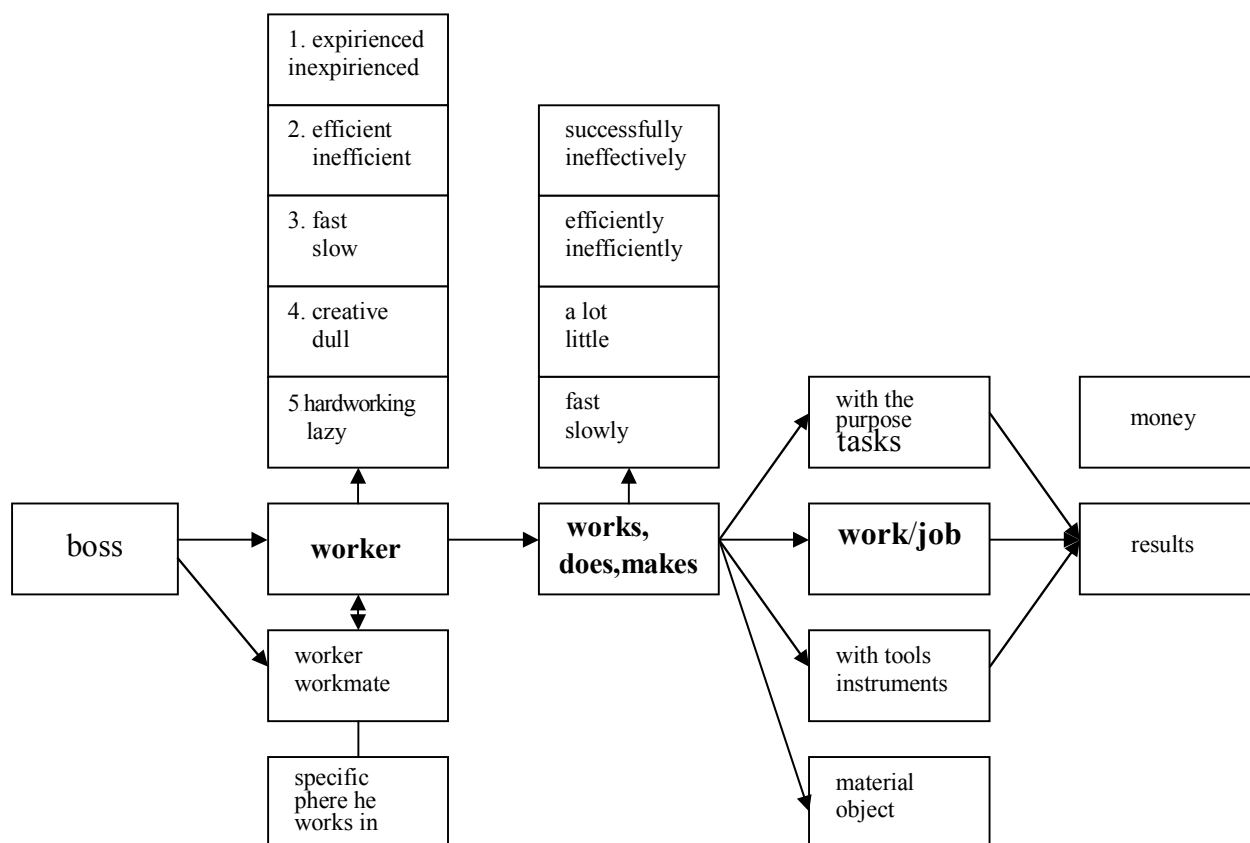 1. expirienced
inexpirienced
2. efficient
inefficient
3. fast
slow
4. creative
dull
5 hardworking
lazy
successfully
ineffectively
efficiently
inefficiently
a lot
little
fast
slowly
with the
purpose
tasks
money
boss
worker
works,
does,makes
work/job
results
worker
workmate
with tools
instruments
specific
phere he
works in
material
object